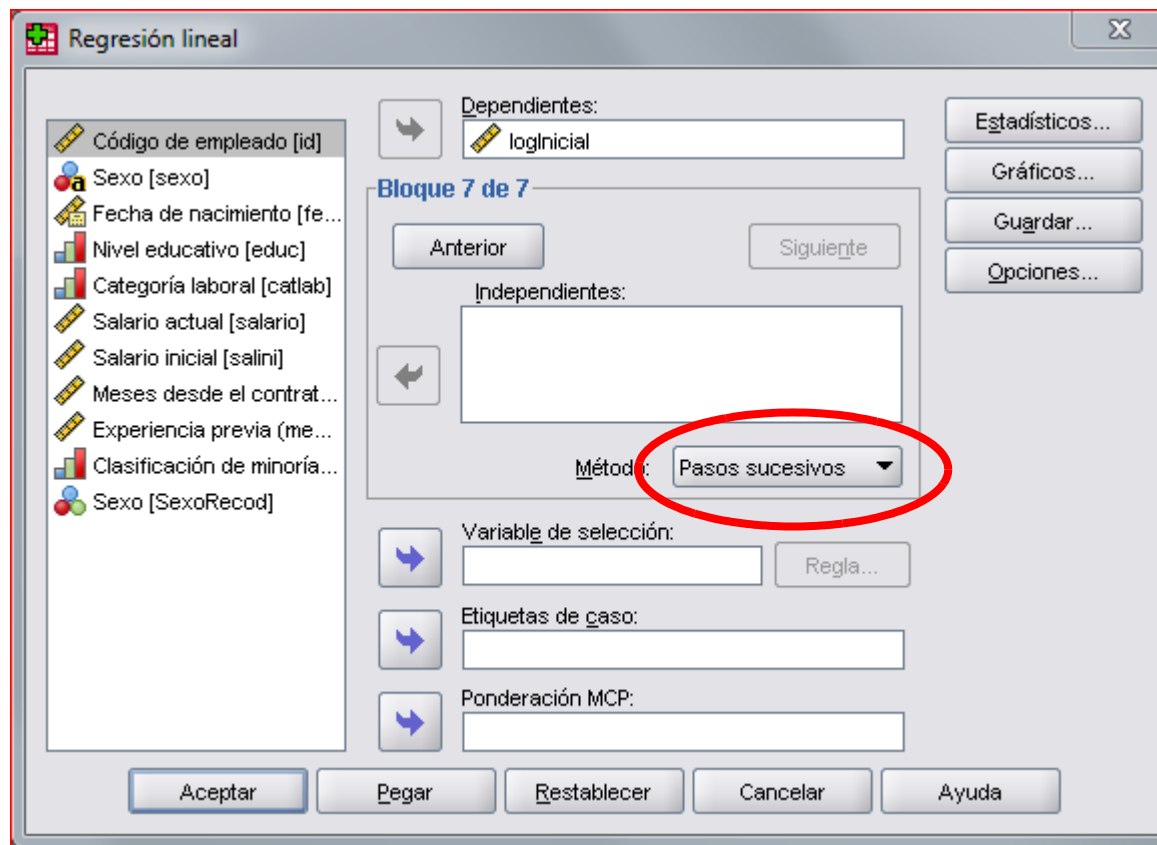 Regresión lineal
Código de empleado [id]
Sexo [sexo]
Fecha de nacimiento [fe...
Nivel educativo [educ]
Categoría laboral [catlab]
Salario actual [salario]
Salario inicial [salini]
Meses desde el contrat...
Experiencia previa (me...
Clasificación de minoría...
Sexo [SexoRecod]
Dependientes:
logInicial
Bloque 7 de 7
Anterior
Siguiente
Independientes:
Método: Pasos sucesivos
Variable de selección:
Regla...
Etiquetas de caso:
Ponderación MCP:
Estadísticos...
Gráficos...
Guardar...
Opciones...
Aceptar
Pegar
Restablecer
Cancelar
Ayuda